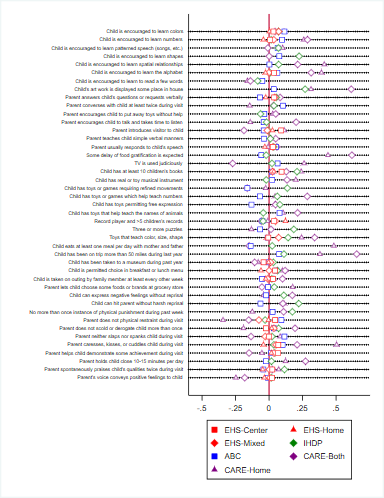 Child is encouraged to learn colors
Child is encouraged to learn numbers
Child is encouraged to learn patterned speech (songs, etc.)
Child is encouraged to learn shapes
Child is encouraged to learn spatial relationships
Child is encouraged to learn the alphabet
Child is encouraged to learn to read a few words
Child's art work is displayed some place in house
Parent answers child's questions or requests verbally
Parent converses with child at least twice during visit
Parent encourages child to put away toys without help
Parent encourages child to talk and takes time to listen
Parent introduces visitor to child
Parent teaches child simple verbal manners
Parent usually responds to child's speech
Some delay of food gratification is expected
TV is used judiciously
Child has at least 10 children's books
Child has real or toy musical instrument
Child has toys or games requiring refined movements
Child has toys or games which help teach numbers
Child has toys permitting free expression
Child has toys that help teach the names of animals
Record player and >5 children's records
Three or more puzzles
Toys that teach color, size, shape
Child eats at least one meal par day with mother and father
Child has been on trip more than 50 miles during last year
Child has been taken to a museum during past year
Child is permitted choice in breakfast or lunch menu
Child is taken on outing by family member at least every other week
Parent lets child choose some foods or brands at grocery store
Child can express negative feelings without reprisal
Child can hit parent without harsh reprisal
No more than once instance of physical punishment during past week
Parent does not physical restraint during visit
Parent does not scold or derogate child more than once
Parent neither slaps nor spanks child during visit
Parent caresses, kisses, or cuddles child during visit
Parent helps child demonstrate some achievement during visit
Parent holds child close 10-15 minutes per day
Parent spontaneously praises child's qualities twice during visit
Parent's voice conveys positive feelings to child
-.5 -.25 0 .25 .5
EHS-Center EHS-Home
EHS-Mixed IHDP
ABC CARE-Both
CARE-Home